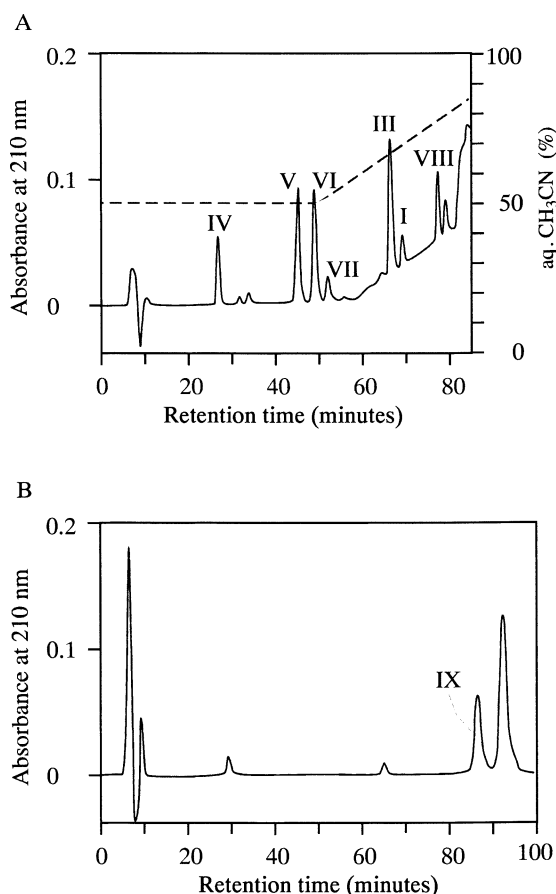 A
0.2
0.1
0
Absorbance at 210 nm
100
50
0
aq. CH₃CN (%)
III
V VI
VIII
IV
I
VII
0 20 40 60 80
Retention time (minutes)
B
0.2
0.1
0
Absorbance at 210 nm
IX
0 20 40 60 80 100
Retention time (minutes)